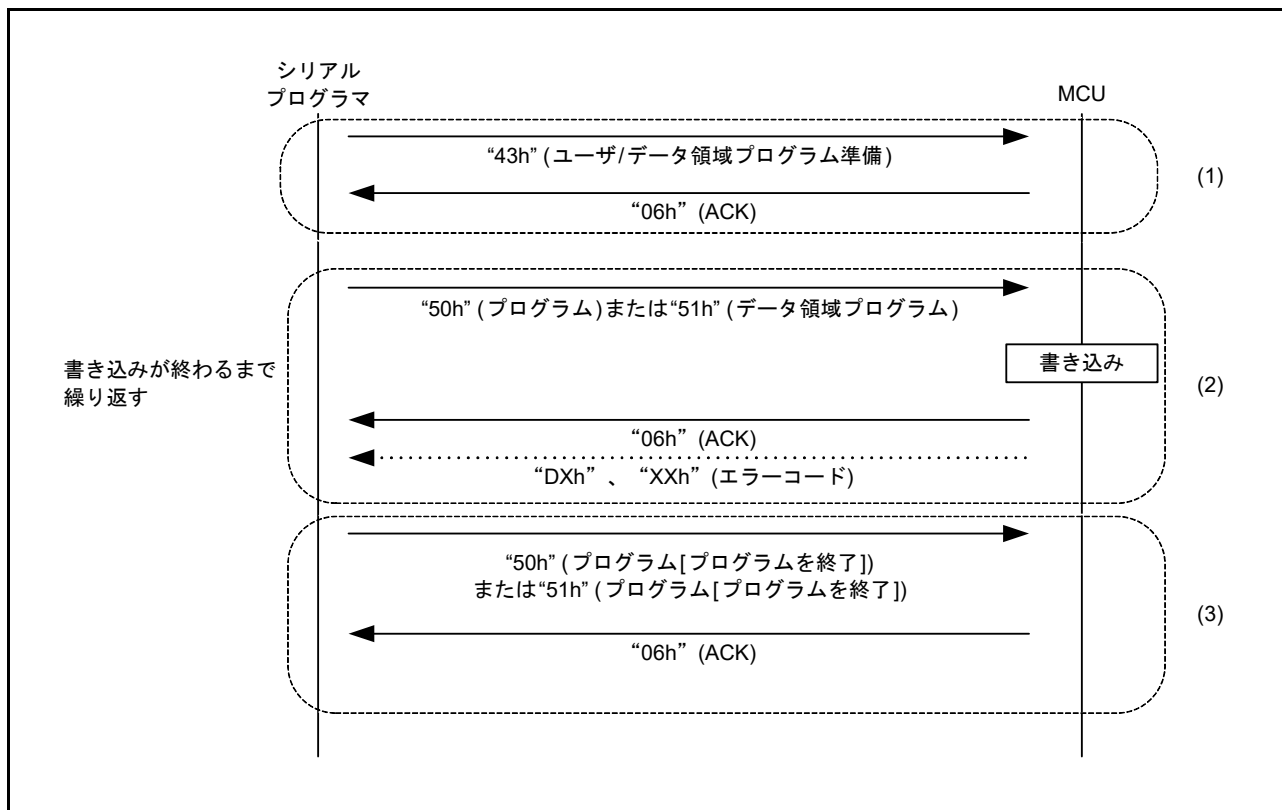 シリアル
プログラマ
MCU
“43h” (ユーザ/データ領域プログラム準備)
“06h” (ACK)
(1)
“50h” (プログラム)または“51h” (データ領域プログラム)
書き込みが終わるまで
繰り返す
書き込み
(2)
“06h” (ACK)
“DXh” 、 “XXh” (エラーコード)
“50h” (プログラム[プログラムを終了])
または“51h” (プログラム[プログラムを終了])
(3)
“06h” (ACK)